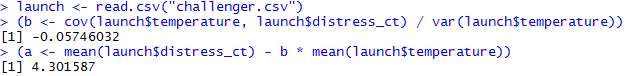 > launch <- read.csv("challenger.csv")
> (b <- cov(launch$temperature, launch$distress_ct) / var(launch$temperature))
[1] -0.05746032
> (a <- mean(launch$distress_ct) - b * mean(launch$temperature))
[1] 4.301587